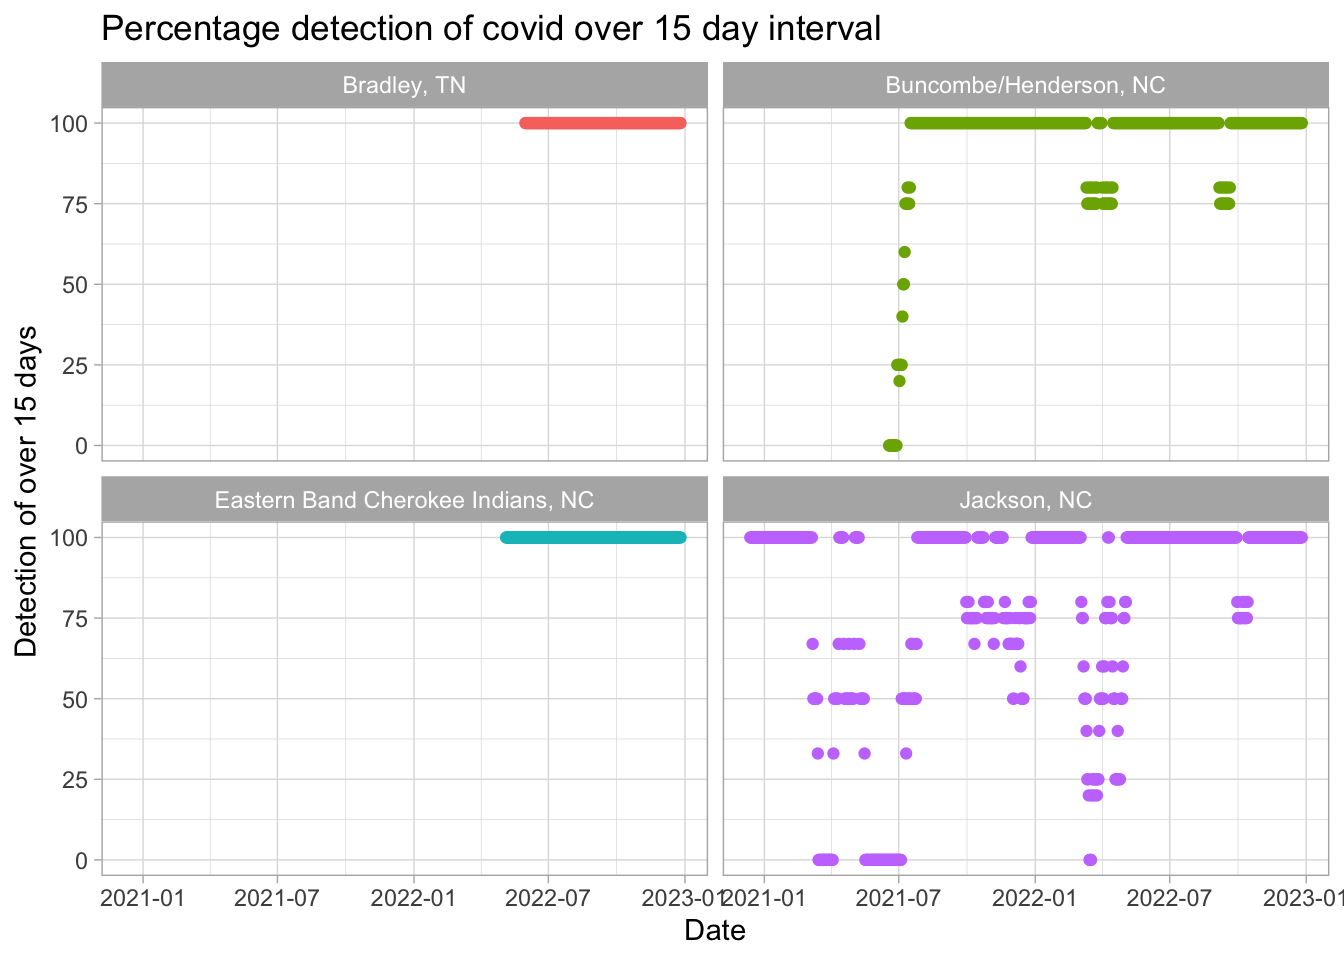 Percentage detection of covid over 15 day interval
Bradley, TN
Buncombe/Henderson, NC
100
75
50
25
0
Detection of over 15 days
Eastern Band Cherokee Indians, NC
Jackson, NC
100
75
50
25
0
2021-01 2021-07 2022-01 2022-07 2023-01
2021-01 2021-07 2022-01 2022-07 2023-01
Date